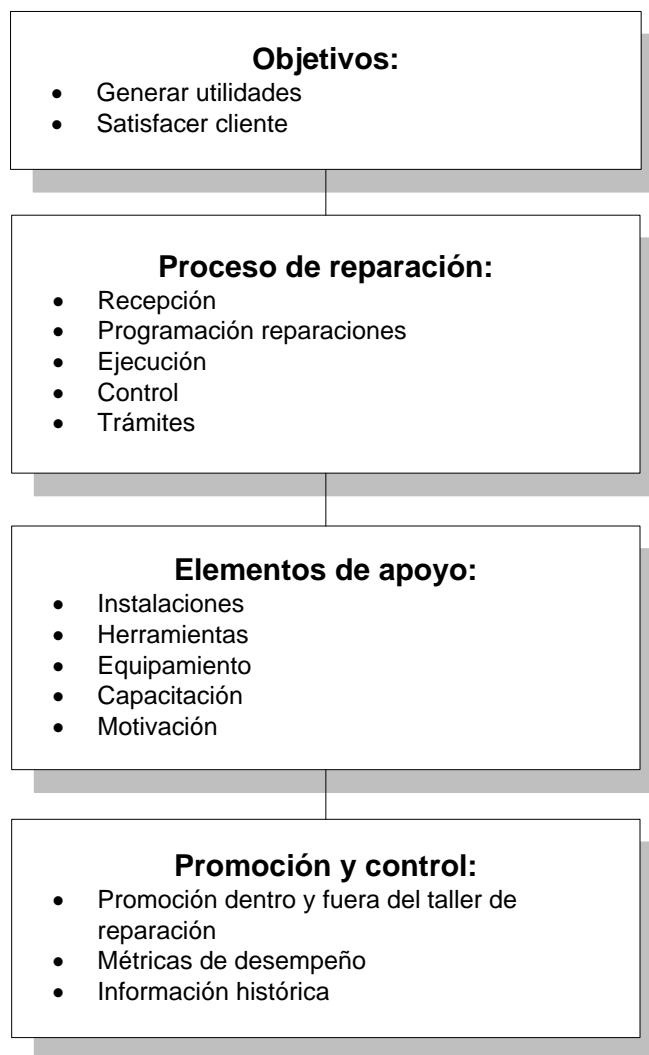 Objetivos:
• Generar utilidades
• Satisfacer cliente
Proceso de reparación:
• Recepción
• Programación reparaciones
• Ejecución
• Control
• Trámites
Elementos de apoyo:
• Instalaciones
• Herramientas
• Equipamiento
• Capacitación
• Motivación
Promoción y control:
• Promoción dentro y fuera del taller de
reparación
• Métricas de desempeño
• Información histórica